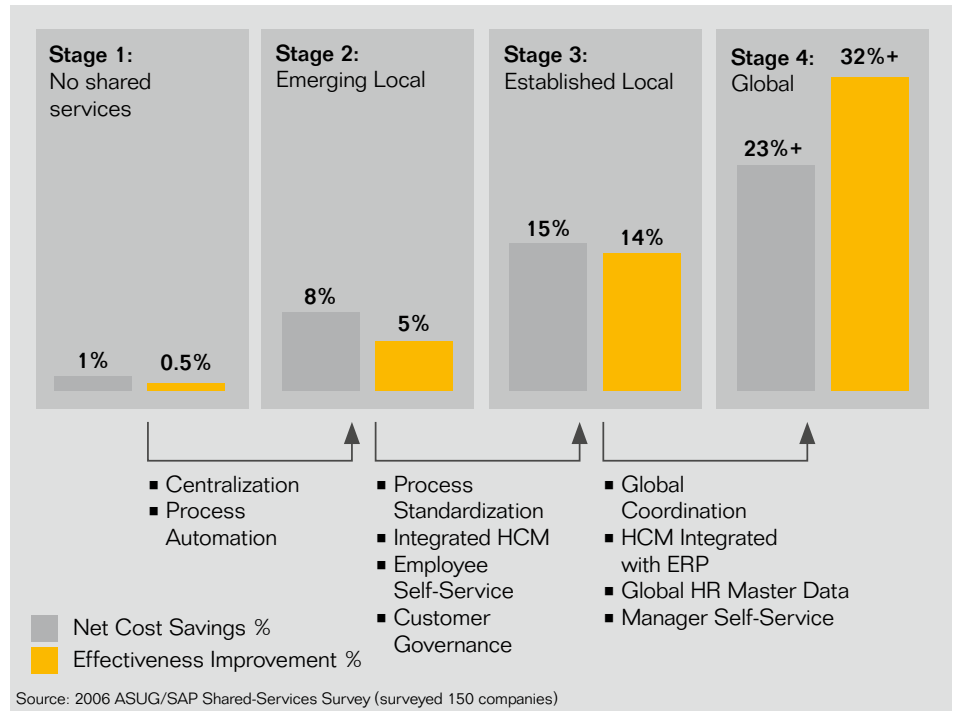 Stage 1:
No shared
services
1%
0.5%
Stage 2:
Emerging Local
8%
5%
Stage 3:
Established Local
15%
14%
Stage 4:
Global
23%+
32%+
▪ Centralization
▪ Process
Automation
▪ Process
Standardization
▪ Integrated HCM
▪ Employee
Self-Service
▪ Customer
Governance
▪ Global
Coordination
▪ HCM Integrated
with ERP
▪ Global HR Master Data
▪ Manager Self-Service
Net Cost Savings %
Effectiveness Improvement %
Source: 2006 ASUG/SAP Shared-Services Survey (surveyed 150 companies)